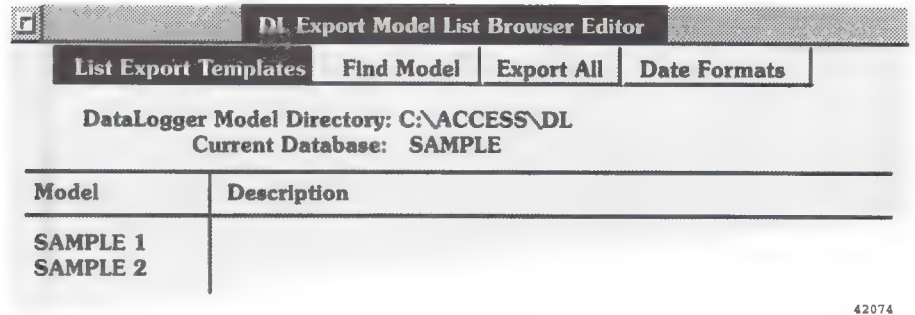 DL Export Model List Browser Editor
List Export Templates Find Model Export All Date Formats
DataLogger Model Directory: C:\ACCESS\DL
Current Database: SAMPLE
Model Description
SAMPLE 1
SAMPLE 2
42074